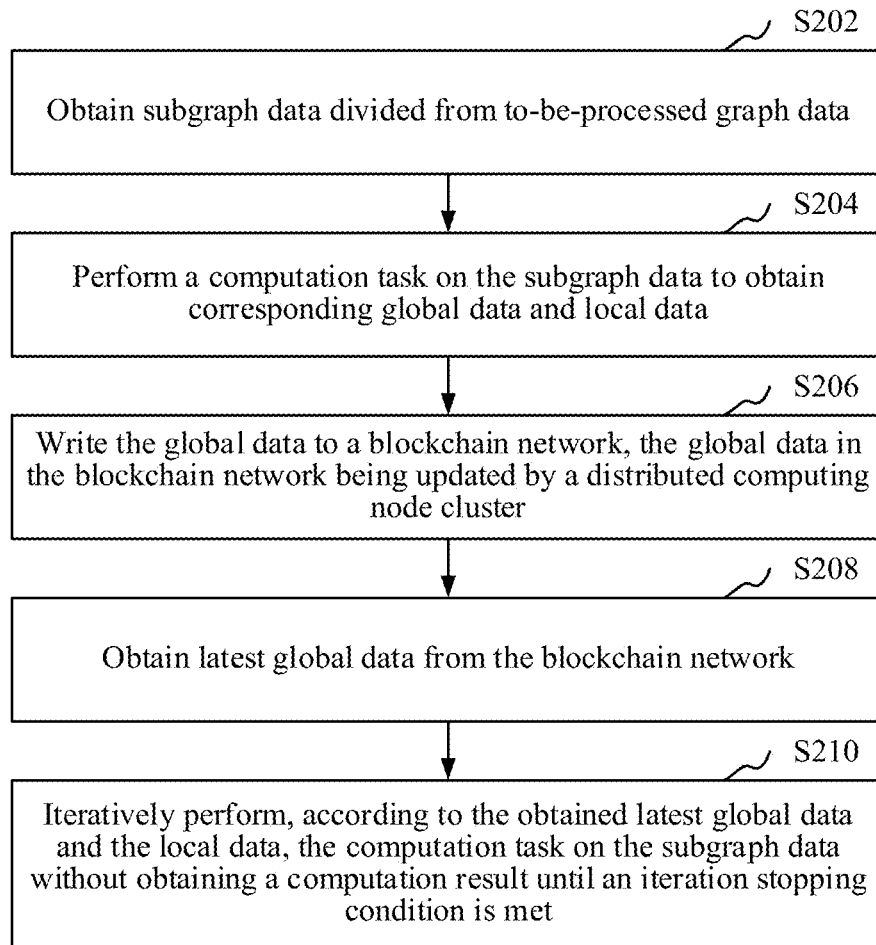 S202
Obtain subgraph data divided from to-be-processed graph data
S204
Perform a computation task on the subgraph data to obtain
corresponding global data and local data
S206
Write the global data to a blockchain network, the global data in
the blockchain network being updated by a distributed computing
node cluster
S208
Obtain latest global data from the blockchain network
S210
Iteratively perform, according to the obtained latest global data
and the local data, the computation task on the subgraph data
without obtaining a computation result until an iteration stopping
condition is met